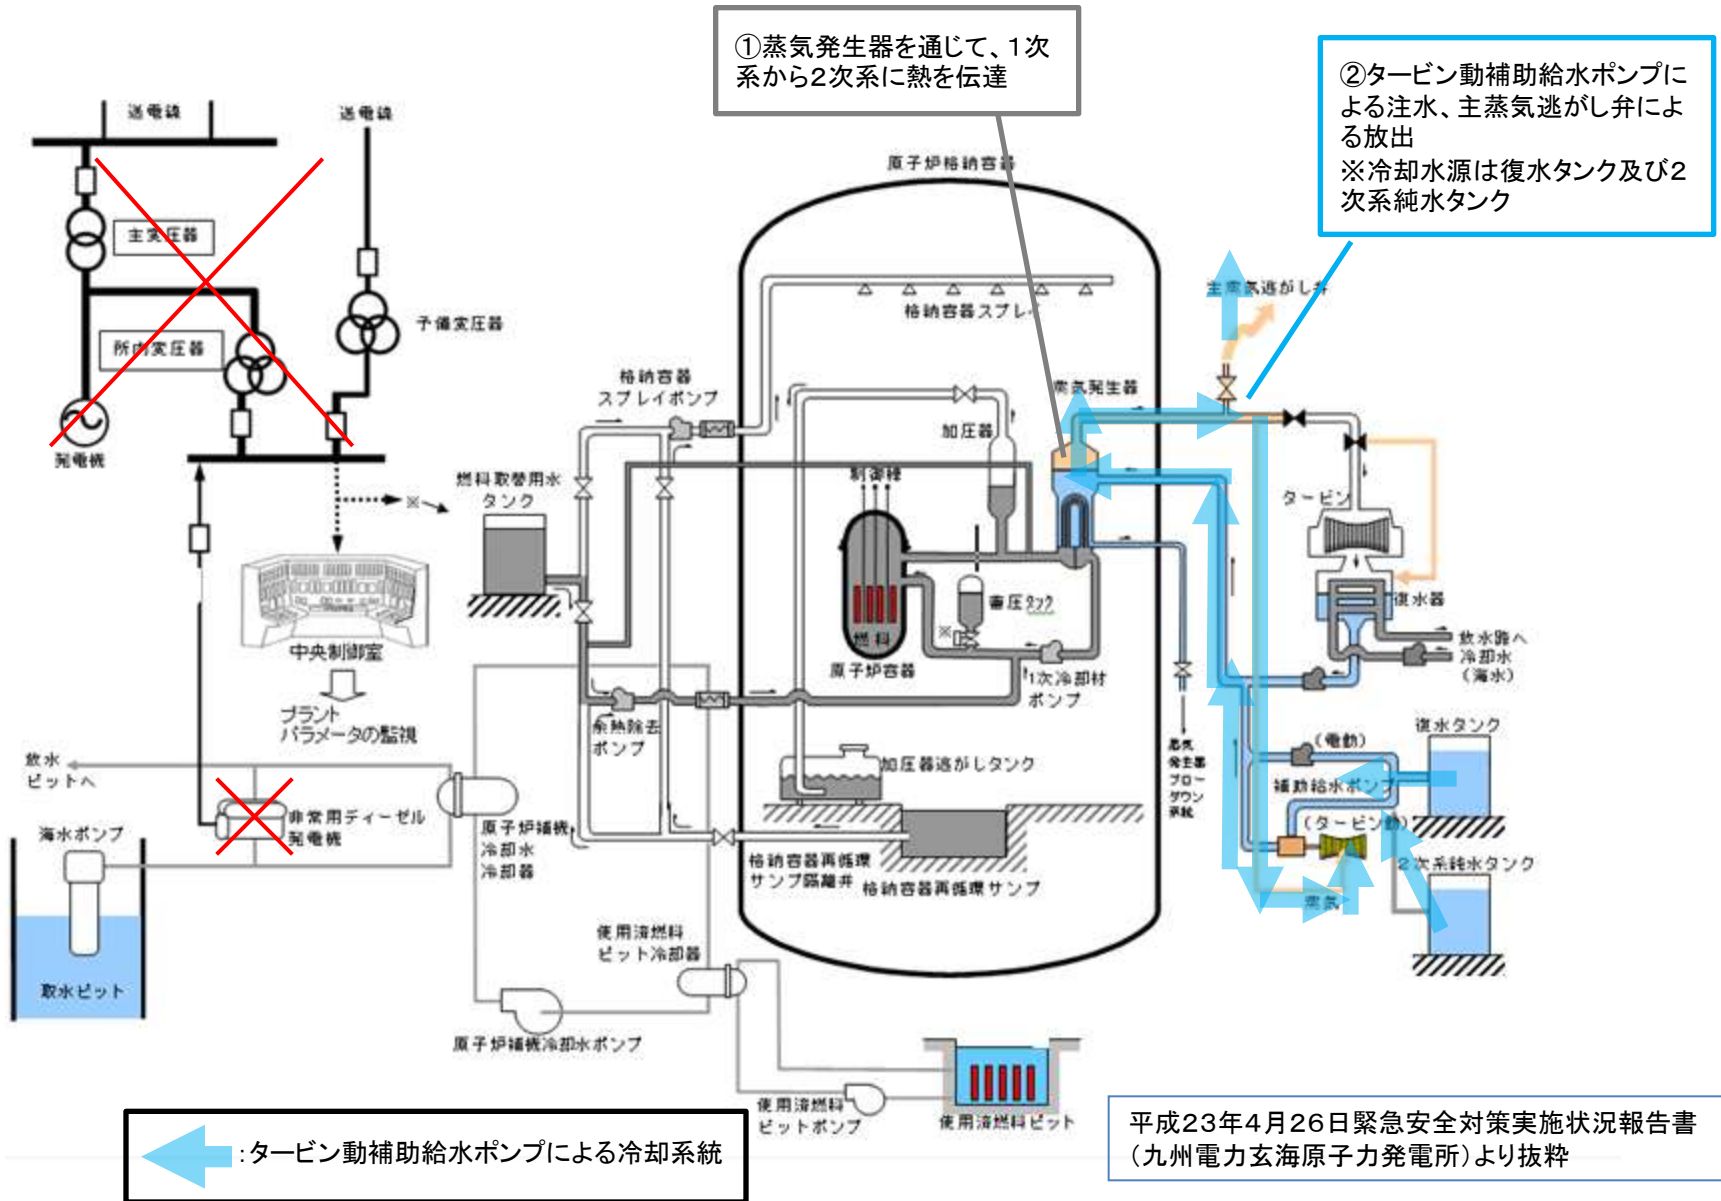 ①蒸気発生器を通じて、1次
系から2次系に熱を伝達
②タービン動補助給水ポンプに
よる注水、主蒸気逃がし弁によ
る放出
※冷却水源は復水タンク及び2
次系純水タンク
送電線
送電線
主変圧器
所内変圧器
予備変圧器
発電機
※
中央制御室
プラント
パラメータの監視
放水
ピットへ
非常用ディーゼル
発電機
海水ポンプ
取水ピット
原子炉格納容器
格納容器スプレイ
格納容器
スプレイポンプ
燃料取替用水
タンク
加圧器
蒸気発生器
制御棒
燃料
原子炉容器
蓄圧タンク
※
1次冷却材
ポンプ
余熱除去
ポンプ
加圧器逃がしタンク
原子炉補機
冷却水
冷却器
格納容器再循環
サンプ隔離弁
格納容器再循環サンプ
使用済燃料
ピット冷却器
原子炉補機冷却水ポンプ
使用済燃料
ピットポンプ
使用済燃料ピット
主蒸気逃がし弁
タービン
復水器
放水路へ
冷却水
(海水)
蒸気
発生器
ブロー
ダウン
系統
(電動)
補助給水ポンプ
(タービン動)
蒸気
復水タンク
2次系純水タンク
:タービン動補助給水ポンプによる冷却系統
平成23年4月26日緊急安全対策実施状況報告書
(九州電力玄海原子力発電所)より抜粋